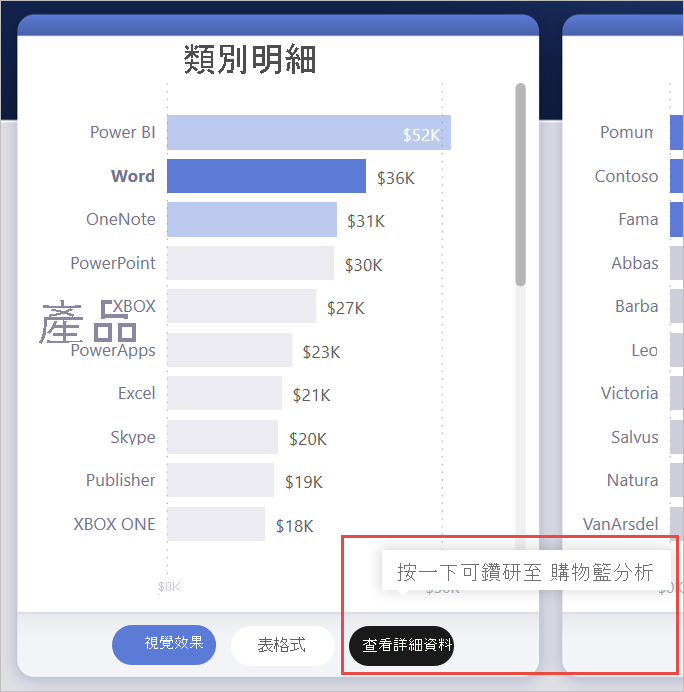 類別明細
Power BI $52K
Word $36K
OneNote $31K
PowerPoint $30K
XBOX $27K
產品
PowerApps $23K
Excel $21K
Skype $20K
Publisher $19K
XBOX ONE $18K
$0K
按一下可鑽研至 購物籃分析
視覺效果
表格式
查看詳細資料
Pomum
Contoso
Fama
Abbas
Barba
Leo
Victoria
Salvus
Natura
VanArsdel